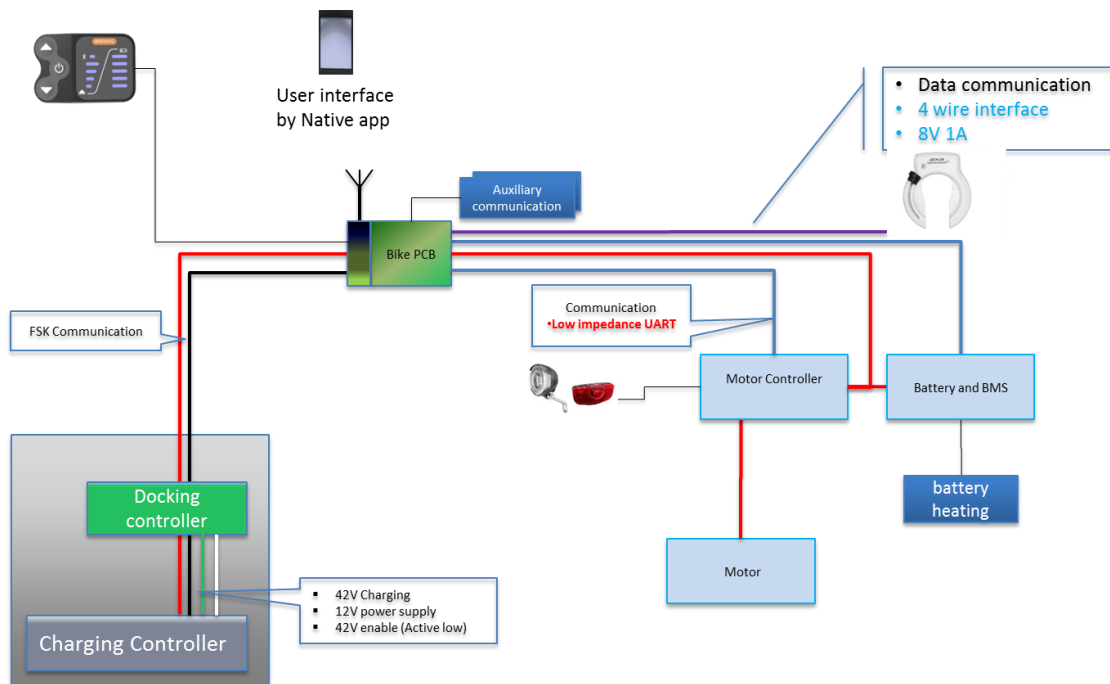 User interface
by Native app
• Data communication
• 4 wire interface
• 8V 1A
Auxiliary
communication
Bike PCB
FSK Communication
Communication
•Low impedance UART
Motor Controller
Battery and BMS
battery
heating
Motor
Docking
controller
▪ 42V Charging
▪ 12V power supply
▪ 42V enable (Active low)
Charging Controller